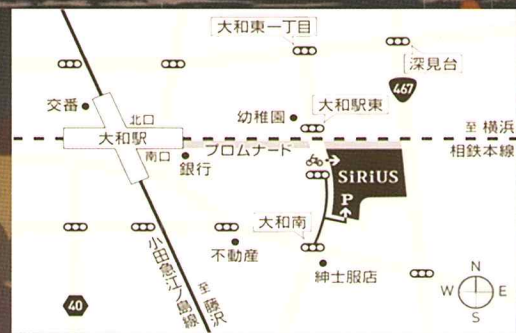 大和東一丁目
深見台
467
交番
北口
大和駅
南口
幼稚園
大和駅東
至 横浜
相鉄本線
プロムナード
銀行
SiRiUS
P
大和南
不動産
紳士服店
小田急江ノ島線
至 藤沢
40
N
W
E
S